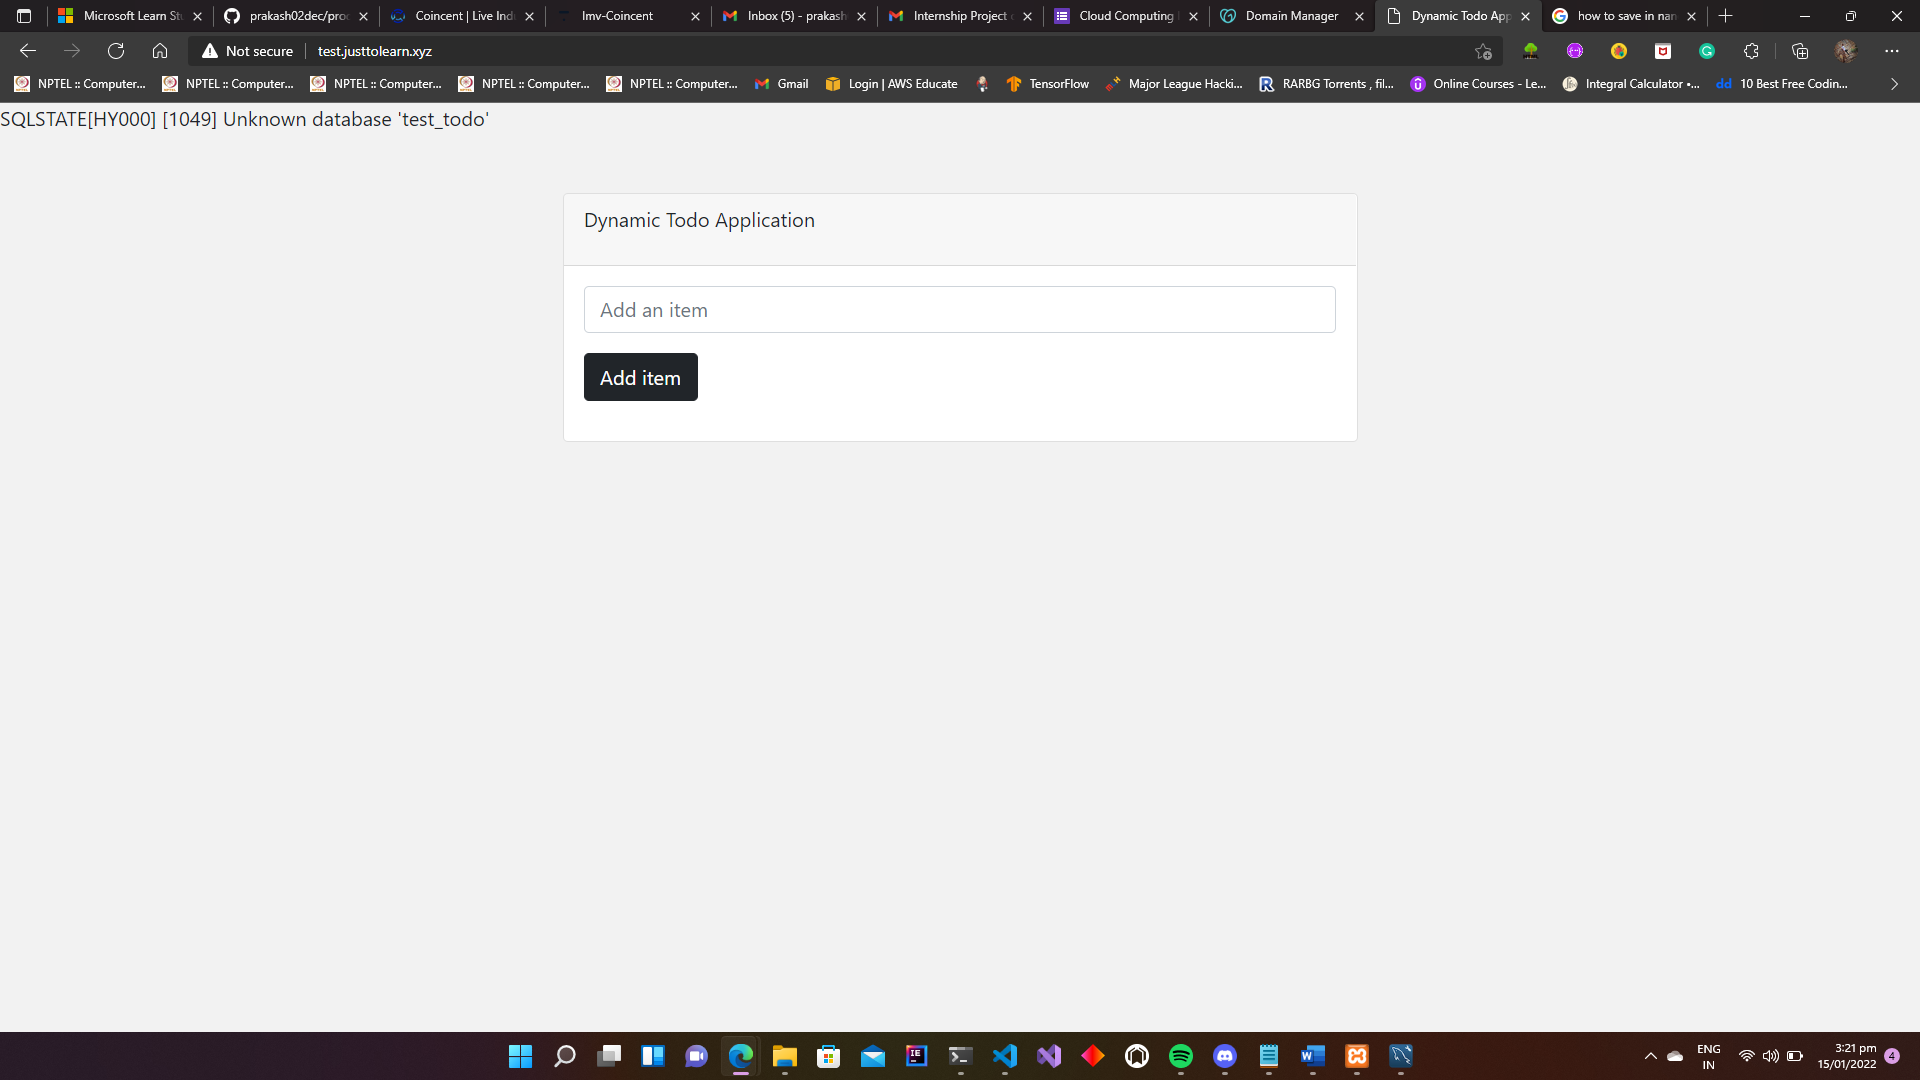 Microsoft Learn St
prakash02dec/proc
Coincent | Live Ind
lmv-Coincent
Inbox (5) - prakash
Internship Project
Cloud Computing
Domain Manager
Dynamic Todo App
how to save in nan
Not secure
test.justtolearn.xyz
NPTEL :: Computer...
NPTEL :: Computer...
NPTEL :: Computer...
NPTEL :: Computer...
NPTEL :: Computer...
Gmail
Login | AWS Educate
TensorFlow
Major League Hacki...
RARBG Torrents , fil...
Online Courses - Le...
Integral Calculator •...
dd
10 Best Free Codin...
SQLSTATE[HY000] [1049] Unknown database 'test_todo'
Dynamic Todo Application
Add an item
Add item
ENG
IN
3:21 pm
15/01/2022
4